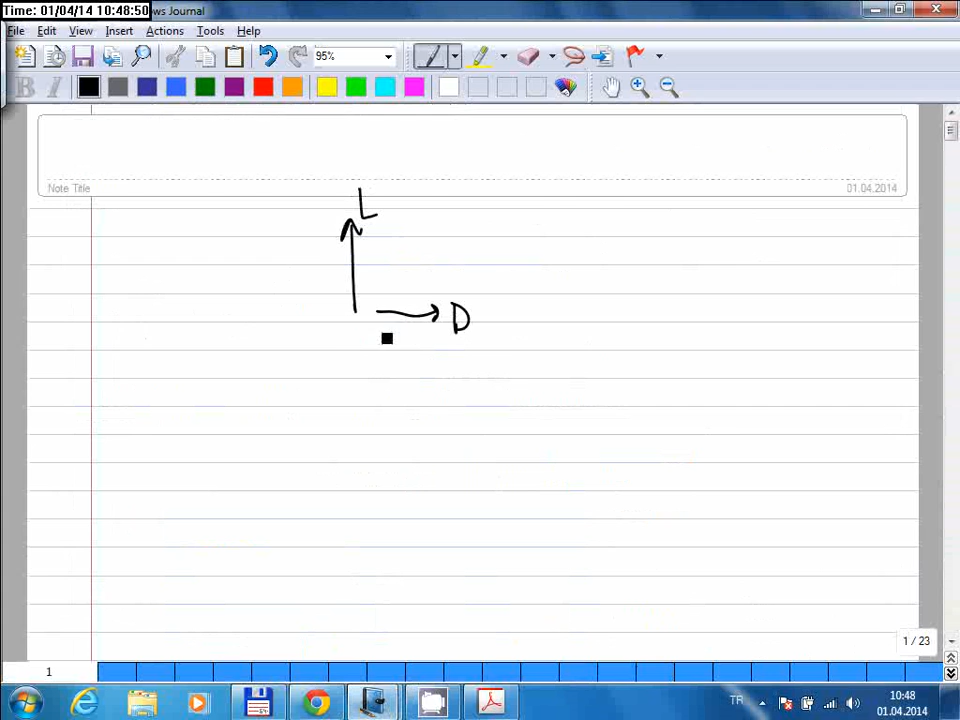 Time: 01/04/14 10:48:50
ws Journal
File Edit View Insert Actions Tools Help
95%
B I
Note Title
01.04.2014
L
D
1 / 23
1
TR
10:48
01.04.2014